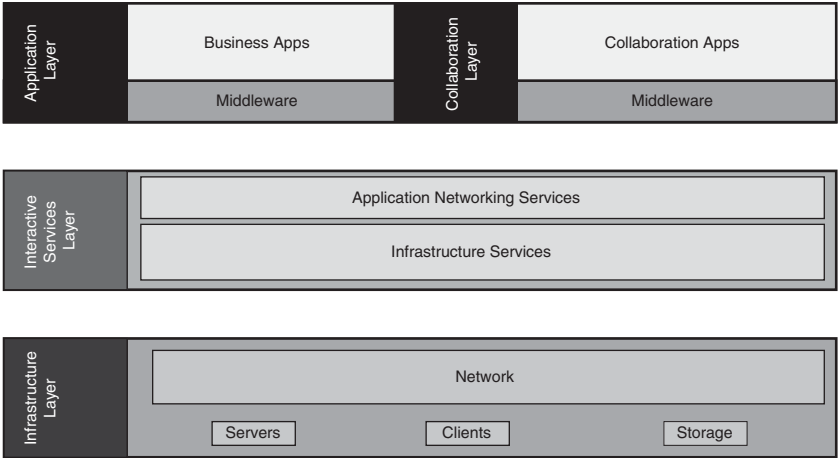 Application
Layer
Business Apps
Middleware
Collaboration
Layer
Collaboration Apps
Middleware
Interactive
Services
Layer
Application Networking Services
Infrastructure Services
Infrastructure
Layer
Network
Servers
Clients
Storage